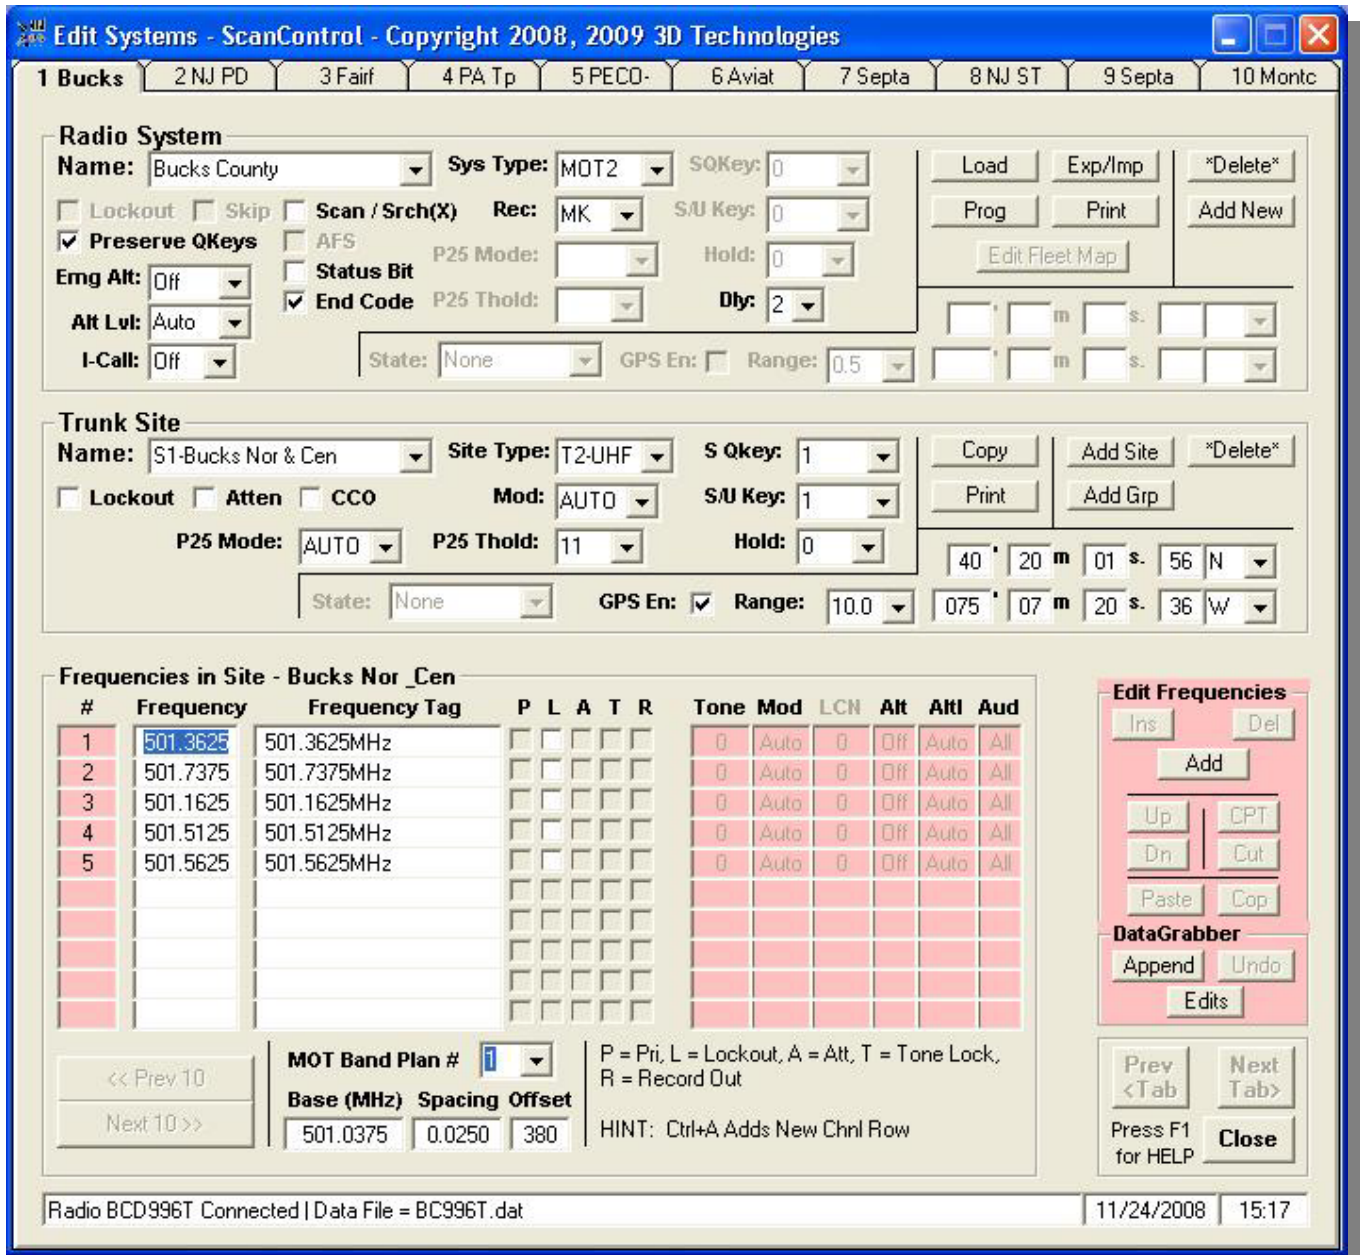 Edit Systems - ScanControl - Copyright 2008, 2009 3D Technologies
1 Bucks 2 NJ PD 3 Fairf 4 PA Tp 5 PECO- 6 Aviat 7 Septa 8 NJ ST 9 Septa 10 Montc
Radio System
Name: Bucks County Sys Type: MOT2 SQKey: 0 Load Exp/Imp *Delete*
Lockout Skip Scan / Srch(X) Rec: MK S/U Key: 0 Prog Print Add New
Preserve QKeys AFS P25 Mode: Hold: 0 Edit Fleet Map
Emg Alt: Off Status Bit
End Code P25 Thold: Dly: 2 ' m s.
Alt Lvl: Auto
I-Call: Off State: None GPS En: Range: 0.5 ' m s.
Trunk Site
Name: S1-Bucks Nor & Cen Site Type: T2-UHF S Qkey: 1 Copy Add Site *Delete*
Lockout Atten CCO Mod: AUTO S/U Key: 1 Print Add Grp
P25 Mode: AUTO P25 Thold: 11 Hold: 0 40 ' 20 m 01 s. 56 N
State: None GPS En: Range: 10.0 075 ' 07 m 20 s. 36 W
Frequencies in Site - Bucks Nor _Cen
# Frequency Frequency Tag P L A T R Tone Mod LCN Alt Altl Aud
1 501.3625 501.3625MHz 0 Auto 0 Off Auto All
2 501.7375 501.7375MHz 0 Auto 0 Off Auto All
3 501.1625 501.1625MHz 0 Auto 0 Off Auto All
4 501.5125 501.5125MHz 0 Auto 0 Off Auto All
5 501.5625 501.5625MHz 0 Auto 0 Off Auto All
Edit Frequencies
Ins Del
Add
Up CPT
Dn Cut
Paste Cop
DataGrabber
Append Undo
Edits
<< Prev 10
Next 10 >>
MOT Band Plan # 1
Base (MHz) Spacing Offset
501.0375 0.0250 380
P = Pri, L = Lockout, A = Att, T = Tone Lock,
R = Record Out
HINT: Ctrl+A Adds New Chnl Row
Prev
<Tab
Next
Tab>
Press F1
for HELP
Close
Radio BCD996T Connected | Data File = BC996T.dat 11/24/2008 15:17